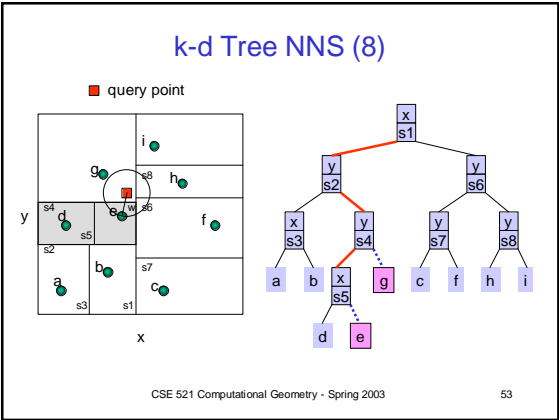 k-d Tree NNS (8)
query point
i
g
s8
h
s4
d
e
w
s6
f
y
s5
s2
s7
a
b
c
s3
s1
x
x
s1
y
s2
y
s6
x
s3
y
s4
y
s7
y
s8
a
b
x
s5
g
c
f
h
i
d
e
CSE 521 Computational Geometry - Spring 2003
53